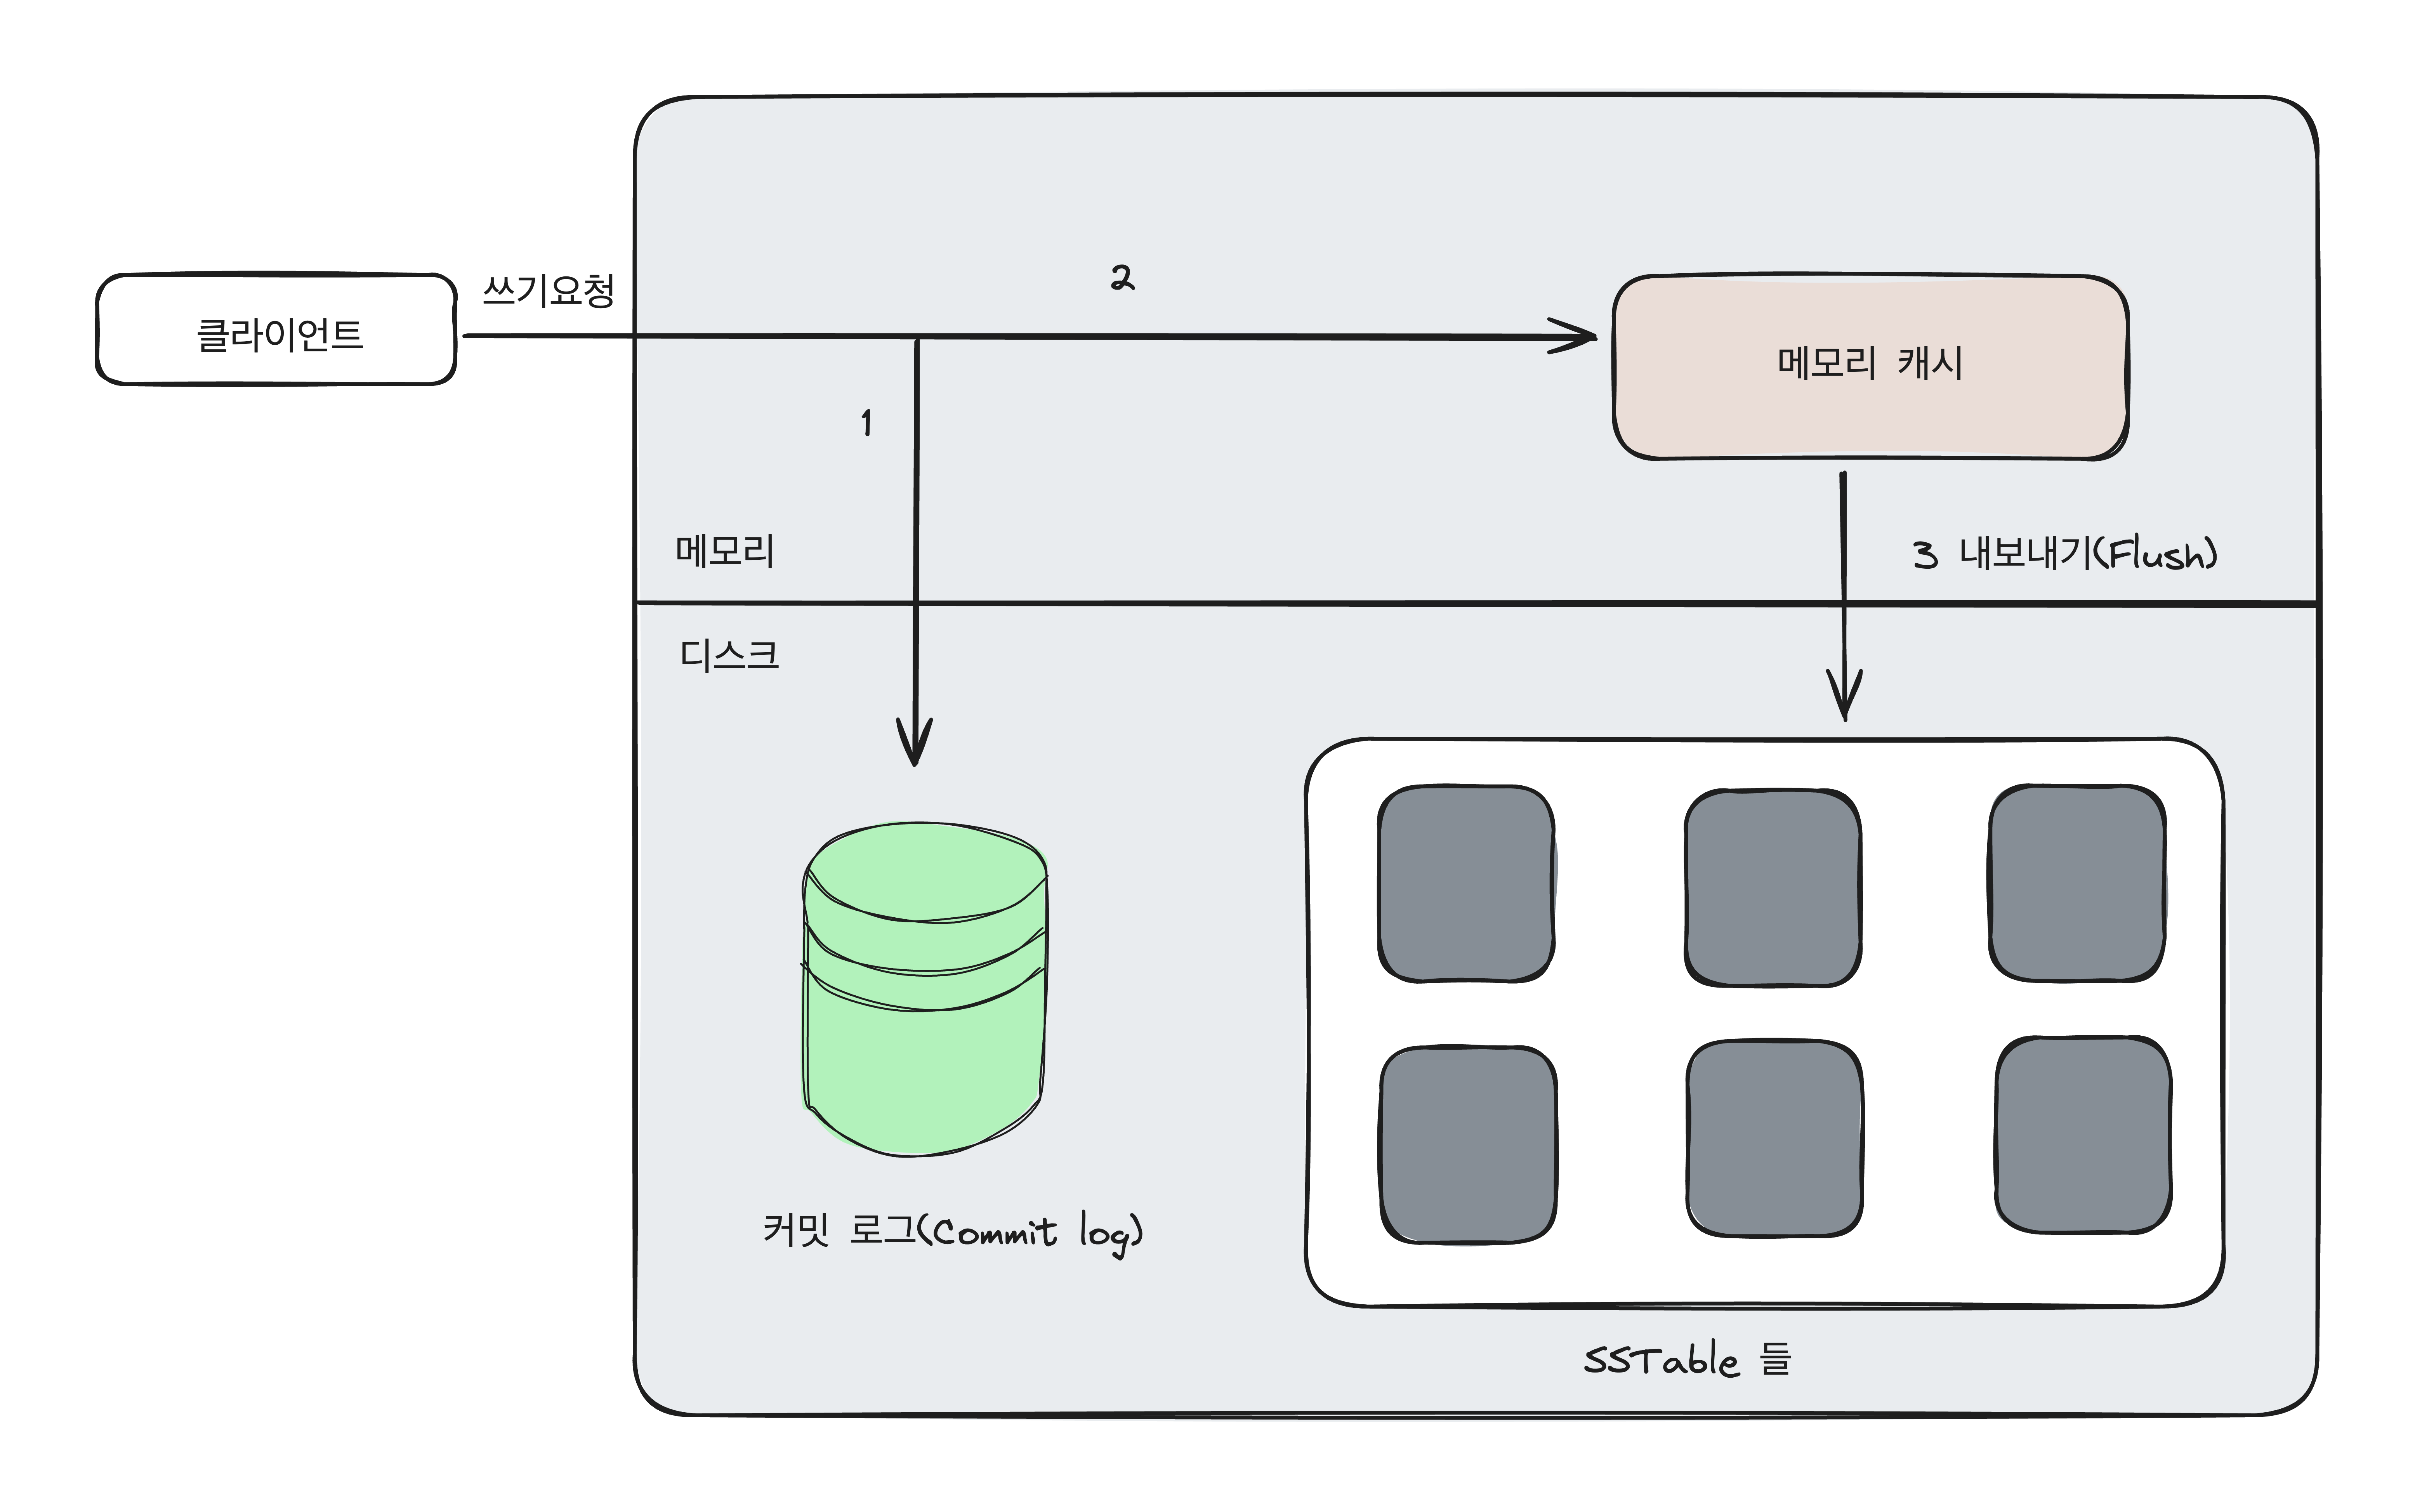 쓰기요청
클라이언트
2
메모리 캐시
1
메모리
3 내보내기(Flush)
디스크
커밋 로그(Commit log)
SSTable 들